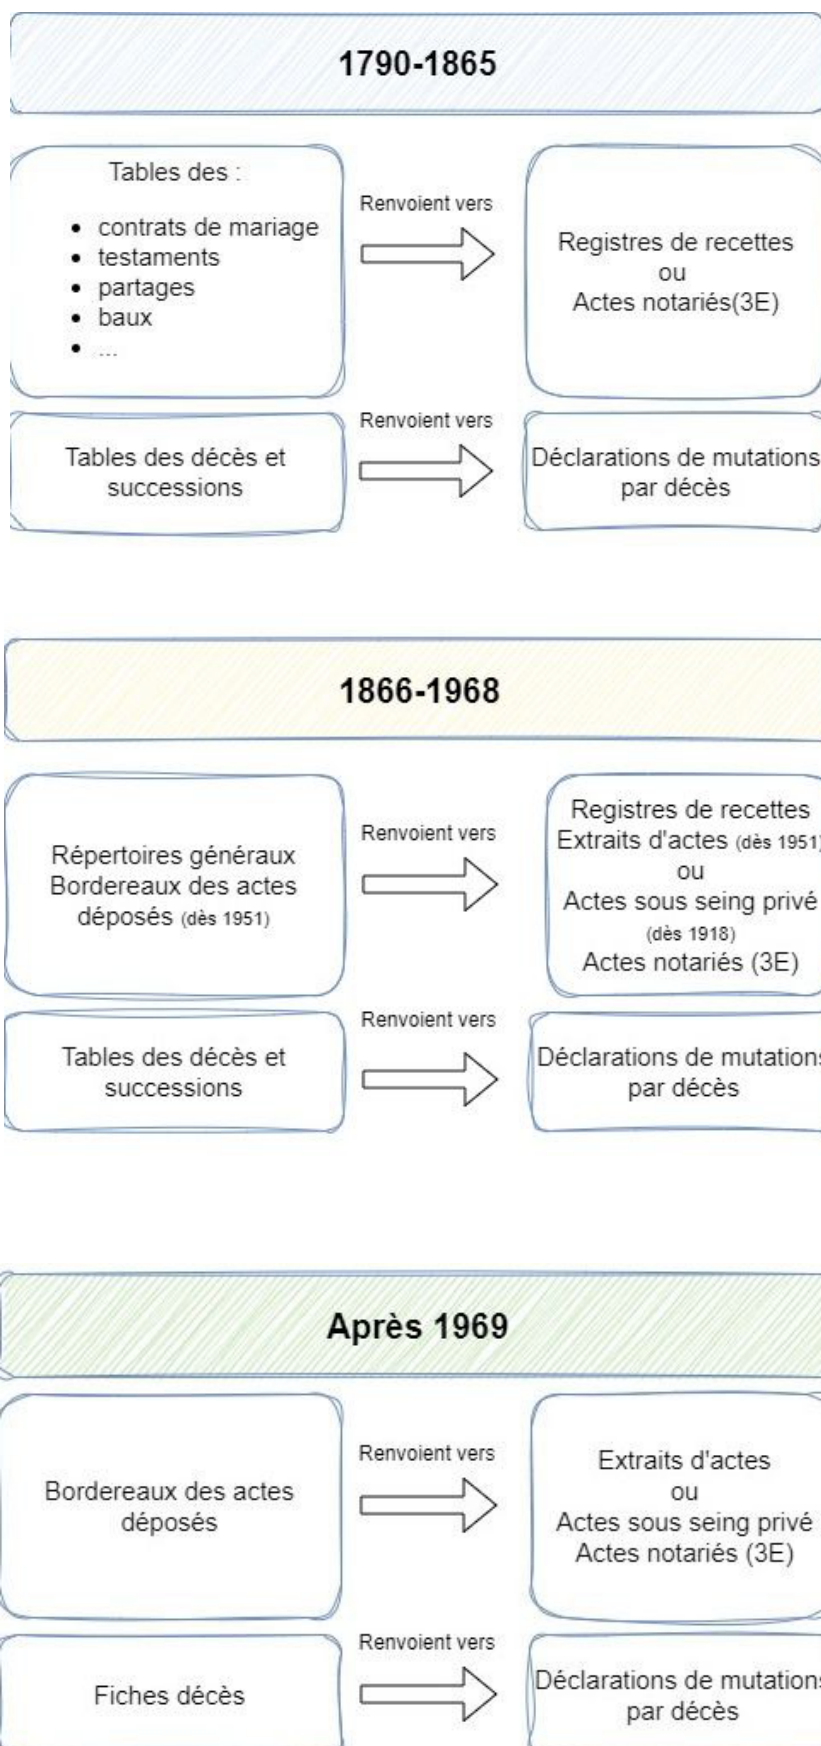 1790-1865
Tables des :
• contrats de mariage
• testaments
• partages
• baux
• ...
Renvoient vers
Registres de recettes
ou
Actes notariés(3E)
Tables des décès et
successions
Renvoient vers
Déclarations de mutations
par décès
1866-1968
Répertoires généraux
Bordereaux des actes
déposés (dès 1951)
Renvoient vers
Registres de recettes
Extraits d'actes (dès 1951)
ou
Actes sous seing privé
(dès 1918)
Actes notariés (3E)
Tables des décès et
successions
Renvoient vers
Déclarations de mutations
par décès
Après 1969
Bordereaux des actes
déposés
Renvoient vers
Extraits d'actes
ou
Actes sous seing privé
Actes notariés (3E)
Fiches décès
Renvoient vers
Déclarations de mutations
par décès